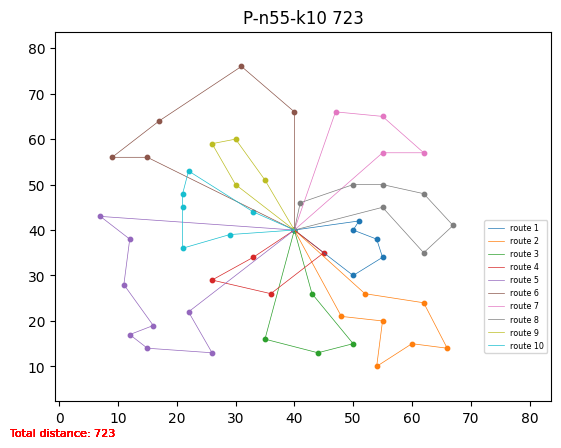 P-n55-k10 723
80
70
60
50
40
30
20
10
0 10 20 30 40 50 60 70 80
route 1
route 2
route 3
route 4
route 5
route 6
route 7
route 8
route 9
route 10
Total distance: 723